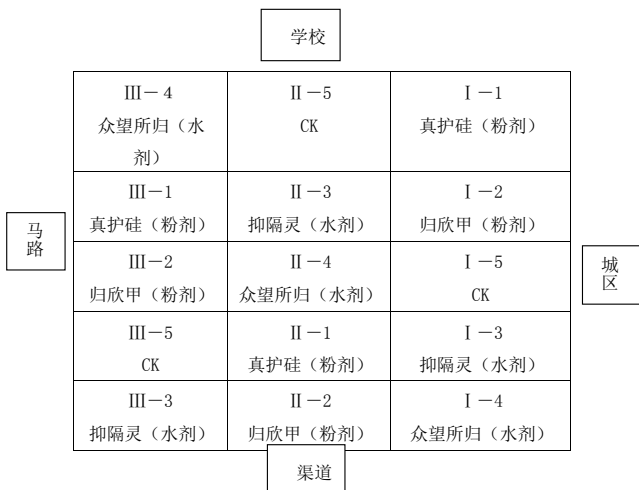 学校
Ⅲ－4
众望所归（水
剂）
Ⅱ－5
CK
Ⅰ－1
真护硅（粉剂）
Ⅲ－1
真护硅（粉剂）
Ⅱ－3
抑隔灵（水剂）
Ⅰ－2
归欣甲（粉剂）
马
路
Ⅲ－2
归欣甲（粉剂）
Ⅱ－4
众望所归（水剂）
Ⅰ－5
CK
城
区
Ⅲ－5
CK
Ⅱ－1
真护硅（粉剂）
Ⅰ－3
抑隔灵（水剂）
Ⅲ－3
抑隔灵（水剂）
Ⅱ－2
归欣甲（粉剂）
Ⅰ－4
众望所归（水剂）
渠道